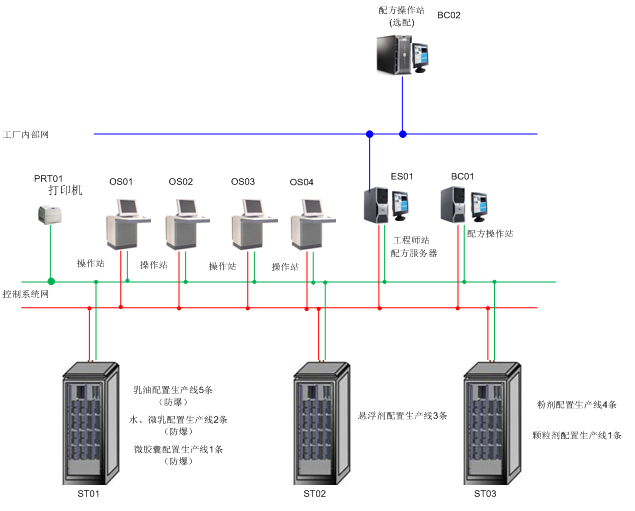 配方操作站
(选配)
BC02
工厂内部网
PRT01
打印机
OS01
OS02
OS03
OS04
ES01
BC01
操作站
操作站
操作站
操作站
工程师站
配方服务器
配方操作站
控制系统网
乳油配置生产线5条
（防爆）
水、微乳配置生产线2条
（防爆）
微胶囊配置生产线1条
（防爆）
悬浮剂配置生产线3条
粉剂配置生产线4条
颗粒剂配置生产线1条
ST01
ST02
ST03